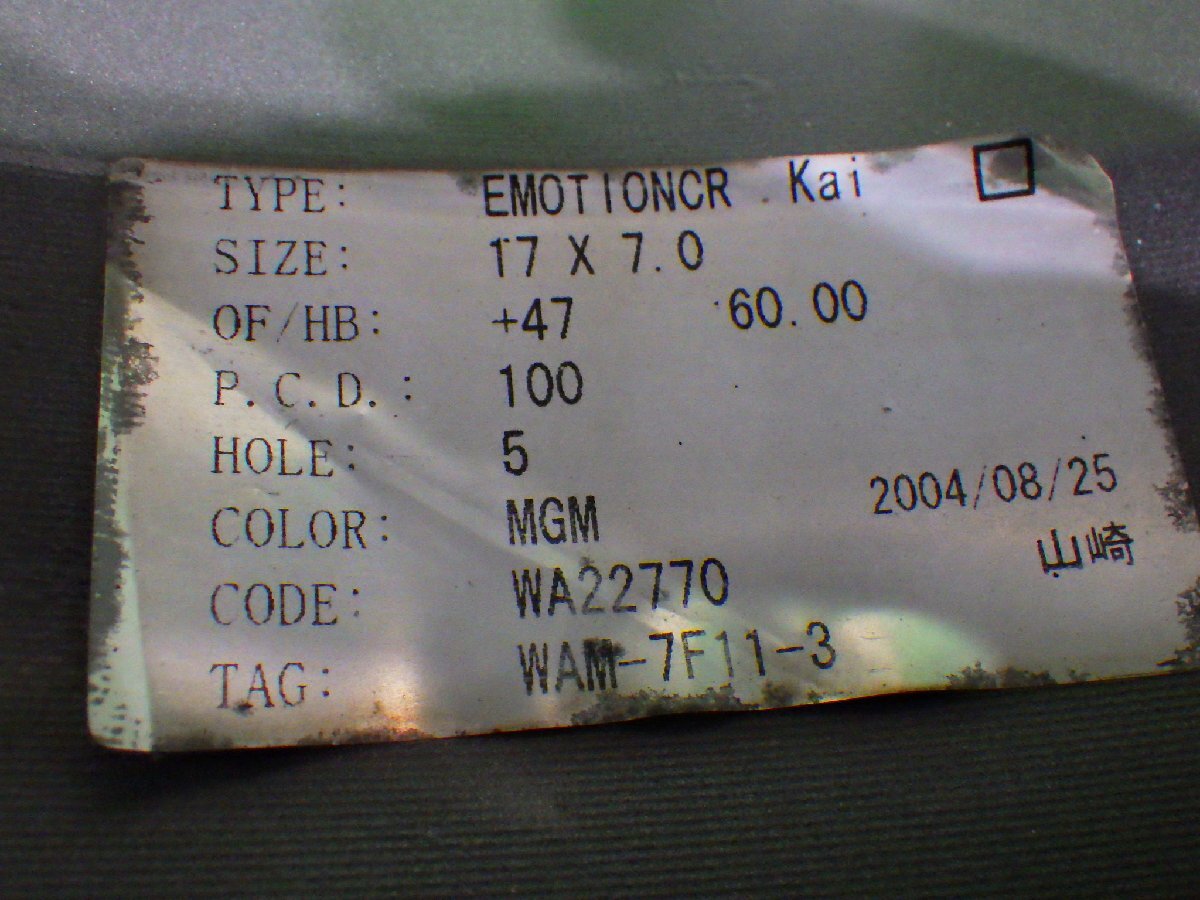 TYPE: EMOTIONCR Kai □
SIZE: 17 X 7.0
OF/HB: +47 60.00
P.C.D.: 100
HOLE: 5
COLOR: MGM 2004/08/25
CODE: WA22770 山崎
TAG: WAM-7F11-3